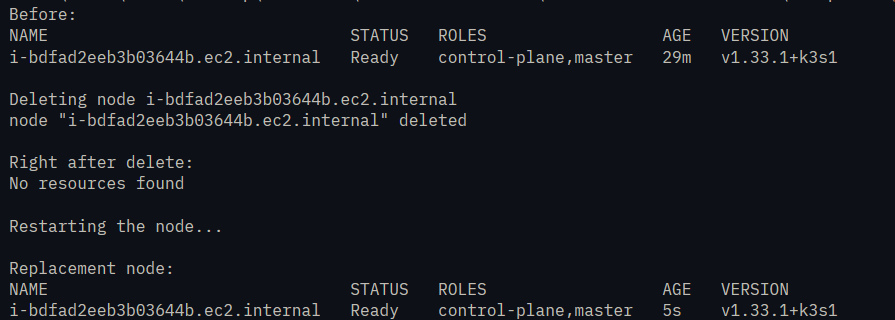 Before:
NAME STATUS ROLES AGE VERSION
i-bdfad2eeb3b03644b.ec2.internal Ready control-plane,master 29m v1.33.1+k3s1
Deleting node i-bdfad2eeb3b03644b.ec2.internal
node "i-bdfad2eeb3b03644b.ec2.internal" deleted
Right after delete:
No resources found
Restarting the node...
Replacement node:
NAME STATUS ROLES AGE VERSION
i-bdfad2eeb3b03644b.ec2.internal Ready control-plane,master 5s v1.33.1+k3s1